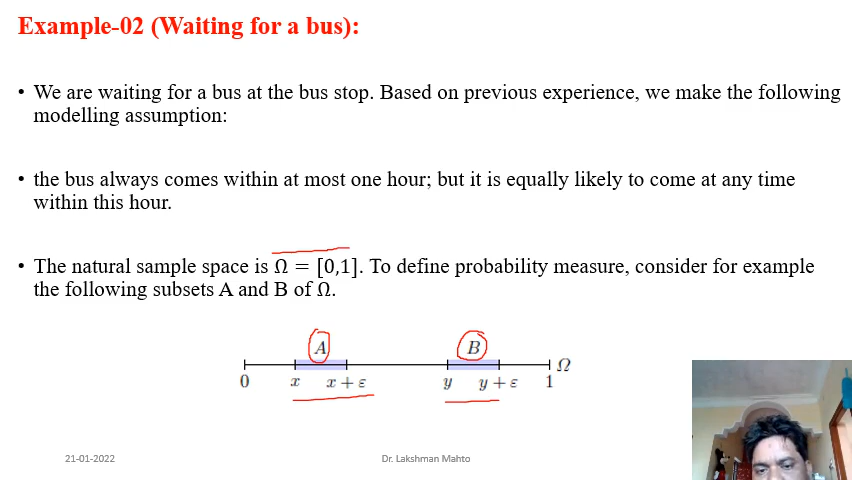 Example-02 (Waiting for a bus):
• We are waiting for a bus at the bus stop. Based on previous experience, we make the following
modelling assumption:
• the bus always comes within at most one hour; but it is equally likely to come at any time
within this hour.
• The natural sample space is Ω = [0,1]. To define probability measure, consider for example
the following subsets A and B of Ω.
A B
Ω
0 x x + ε y y + ε 1
21-01-2022 Dr. Lakshman Mahto